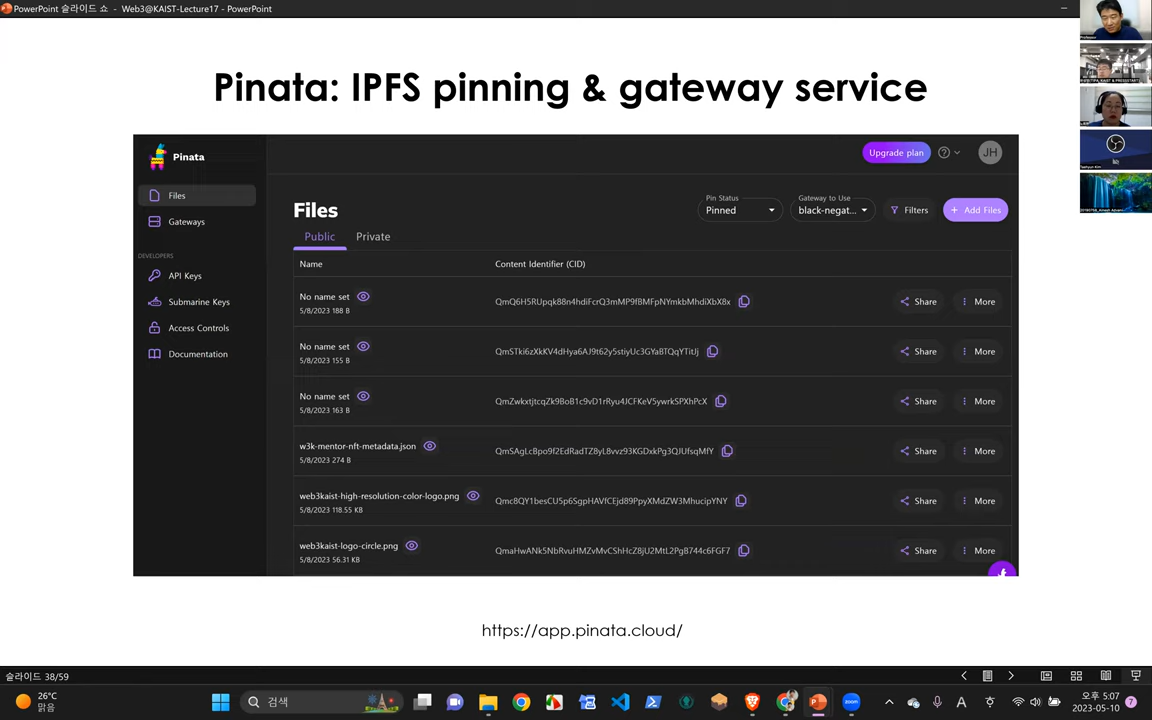 PowerPoint 슬라이드 쇼 - Web3@KAIST-Lecture17 - PowerPoint
Pinata: IPFS pinning & gateway service
Pinata
Upgrade plan
JH
Files
Gateways
DEVELOPERS
API Keys
Submarine Keys
Access Controls
Documentation
Files
Pin Status
Pinned
Gateway to Use
black-negat...
Filters
+ Add Files
Public Private
Name Content Identifier (CID)
No name set
5/8/2023 188 B
QmQ6H5RUpqk88n4hdiFcrQ3mMP9fBMFpNYmkbMhdiXbX8x
Share More
No name set
5/8/2023 155 B
QmSTki6zXkKV4dHya6AJ9t62y5stiyUc3GYaBTQqYTitJj
Share More
No name set
5/8/2023 163 B
QmZwkxtjtcqZk9BoB1c9vD1rRyu4JCFKeV5ywrkSPXhPcX
Share More
w3k-mentor-nft-metadata.json
5/8/2023 274 B
QmSAgLcBpo9f2EdRadTZ8yL8vvz93KGDxkPg3QJUfsqMfY
Share More
web3kaist-high-resolution-color-logo.png
5/8/2023 118.55 KB
Qmc8QY1besCU5p6SgpHAVfCEjd89PpyXMdZW3MhucipYNY
Share More
web3kaist-logo-circle.png
5/8/2023 56.31 KB
QmaHwANk5NbRvuHMZvMvCShHcZ8jU2MtL2PgB744c6FGF7
Share More
https://app.pinata.cloud/
슬라이드 38/59
26°C
맑음
검색
A
오후 5:07
2023-05-10
7